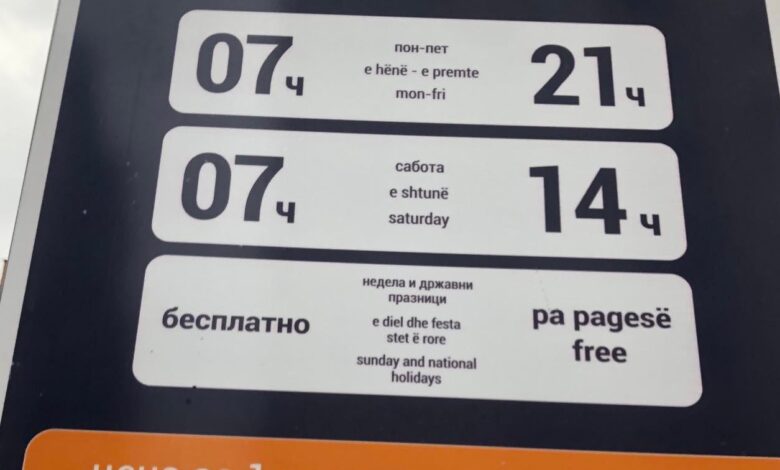 07ч
пон-пет
e hënë - e premte
mon-fri
21ч
07ч
сабота
e shtunë
saturday
14ч
бесплатно
недела и државни
празници
e diel dhe festa
stet ë rore
sunday and national
holidays
pa pagesë
free